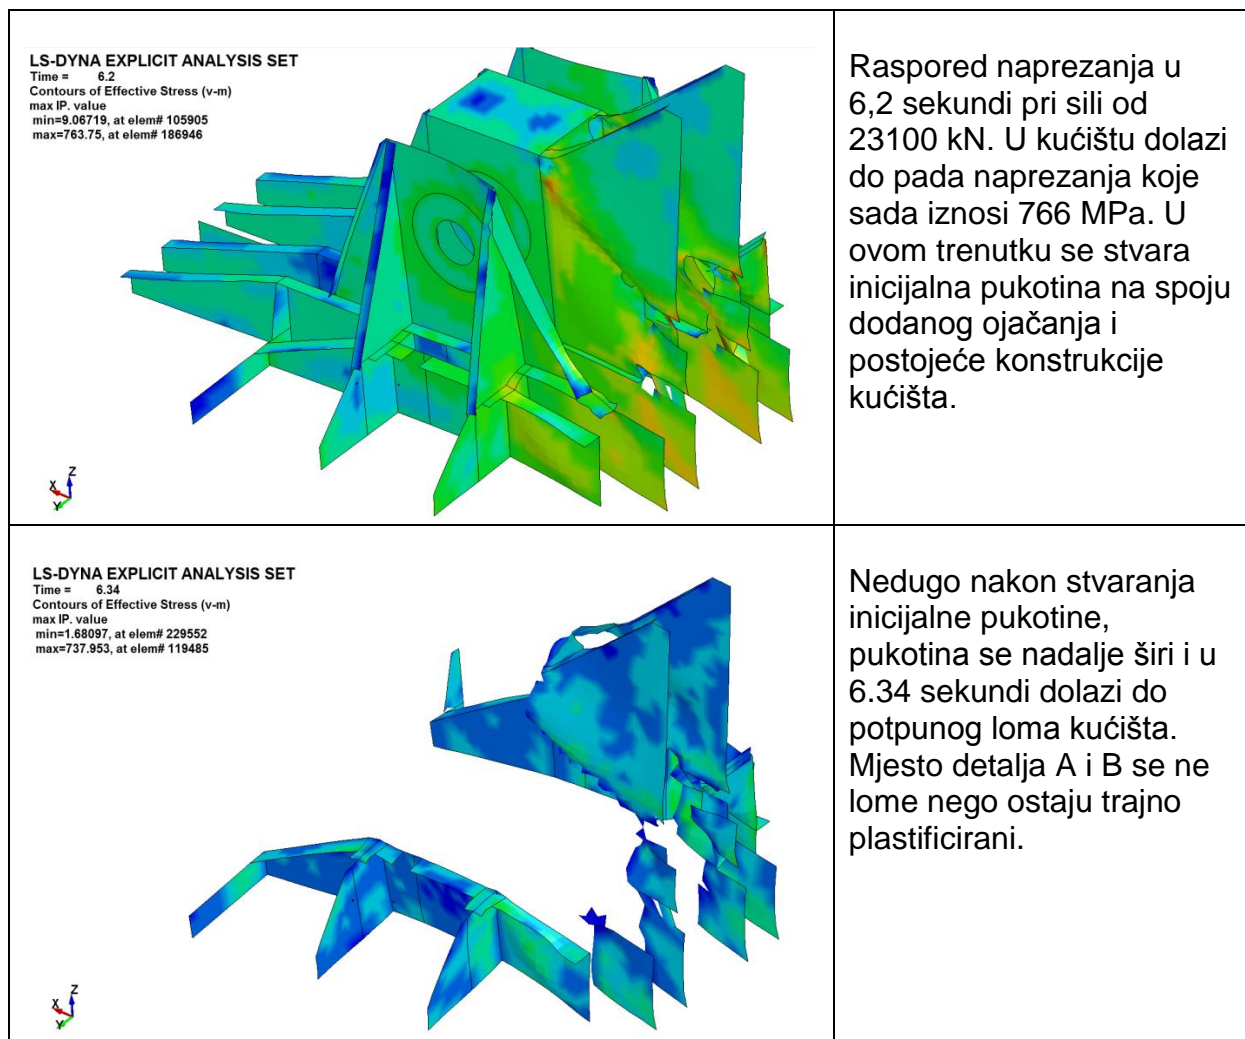 LS-DYNA EXPLICIT ANALYSIS SET
Time = 6.2
Contours of Effective Stress (v-m)
max IP. value
min=9.06719, at elem# 105905
max=763.75, at elem# 186946
X
Z
Y
Raspored naprezanja u
6,2 sekundi pri sili od
23100 kN. U kućištu dolazi
do pada naprezanja koje
sada iznosi 766 MPa. U
ovom trenutku se stvara
inicijalna pukotina na spoju
dodanog ojačanja i
postojeće konstrukcije
kućišta.
LS-DYNA EXPLICIT ANALYSIS SET
Time = 6.34
Contours of Effective Stress (v-m)
max IP. value
min=1.68097, at elem# 229552
max=737.953, at elem# 119485
X
Z
Y
Nedugo nakon stvaranja
inicijalne pukotine,
pukotina se nadalje širi i u
6.34 sekundi dolazi do
potpunog loma kućišta.
Mjesto detalja A i B se ne
lome nego ostaju trajno
plastificirani.